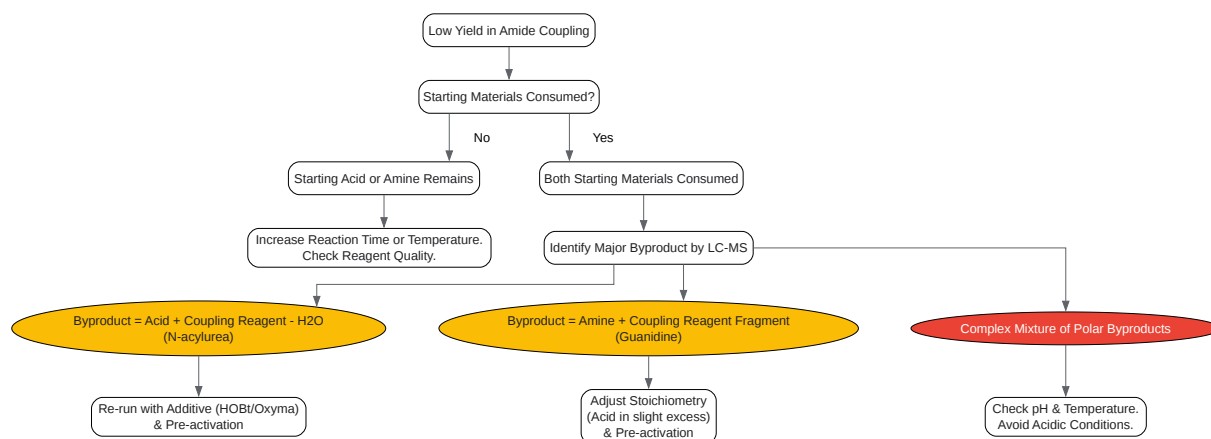 Low Yield in Amide Coupling
Starting Materials Consumed?
No
Yes
Starting Acid or Amine Remains
Both Starting Materials Consumed
Increase Reaction Time or Temperature.
Check Reagent Quality.
Identify Major Byproduct by LC-MS
Byproduct = Acid + Coupling Reagent - H2O
(N-acylurea)
Byproduct = Amine + Coupling Reagent Fragment
(Guanidine)
Complex Mixture of Polar Byproducts
Re-run with Additive (HOBt/Oxyma)
& Pre-activation
Adjust Stoichiometry
(Acid in slight excess)
& Pre-activation
Check pH & Temperature.
Avoid Acidic Conditions.